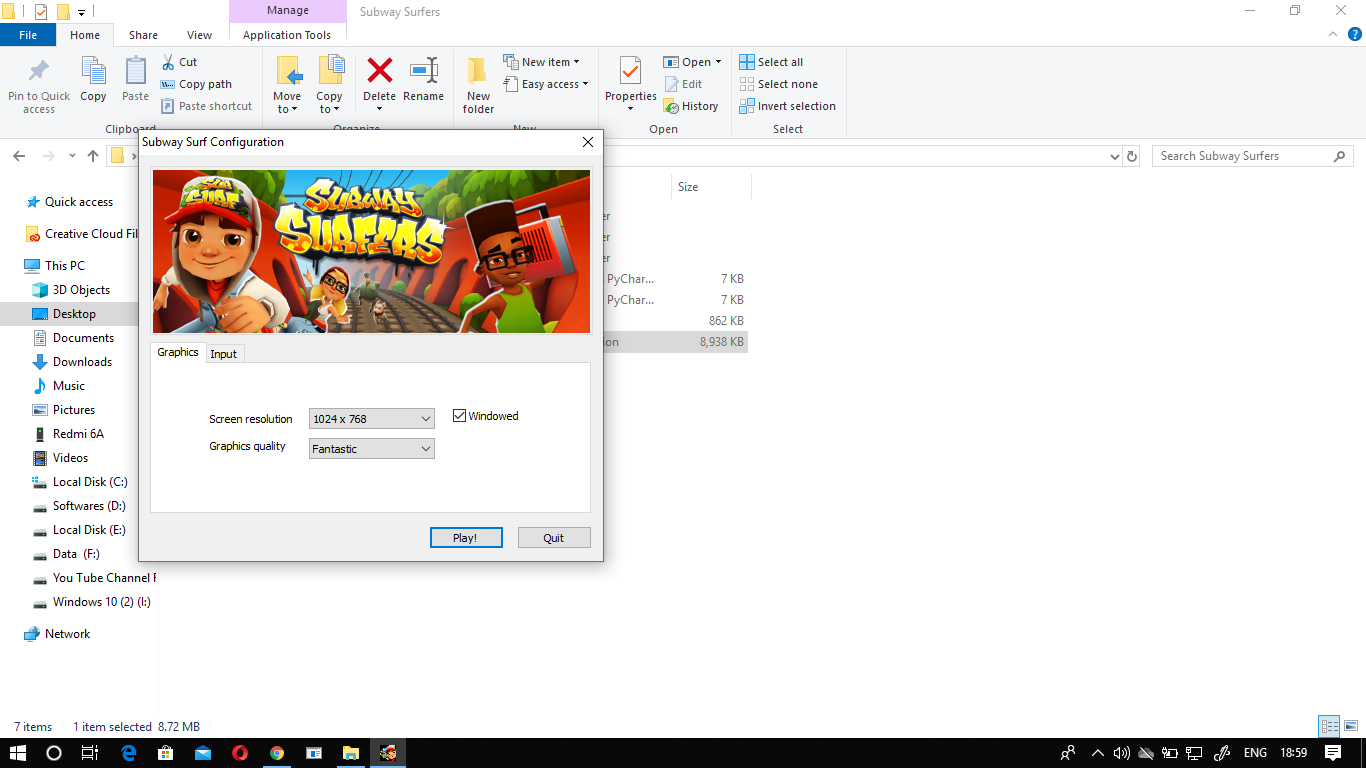 Manage
Subway Surfers
File
Home
Share
View
Application Tools
Pin to Quick access
Copy
Paste
Cut
Copy path
Paste shortcut
Clipboard
Move to
Copy to
Delete
Rename
Organize
New folder
New item
Easy access
New
Properties
Open
Edit
History
Open
Select all
Select none
Invert selection
Select
Search Subway Surfers
Subway Surf Configuration
SUB SURF
SUBWAY SURFERS
Graphics
Input
Screen resolution
1024 x 768
Windowed
Graphics quality
Fantastic
Play!
Quit
Size
PyChar...
7 KB
PyChar...
7 KB
862 KB
8,938 KB
Quick access
Creative Cloud Fil
This PC
3D Objects
Desktop
Documents
Downloads
Music
Pictures
Redmi 6A
Videos
Local Disk (C:)
Softwares (D:)
Local Disk (E:)
Data (F:)
You Tube Channel F
Windows 10 (2) (I:)
Network
7 items
1 item selected 8.72 MB
ENG
18:59